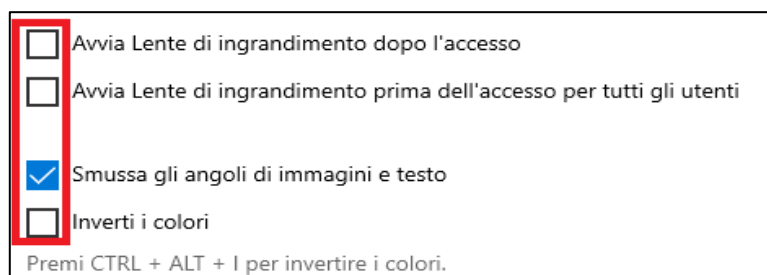 Avvia Lente di ingrandimento dopo l'accesso
Avvia Lente di ingrandimento prima dell'accesso per tutti gli utenti
Smussa gli angoli di immagini e testo
Inverti i colori
Premi CTRL + ALT + I per invertire i colori.